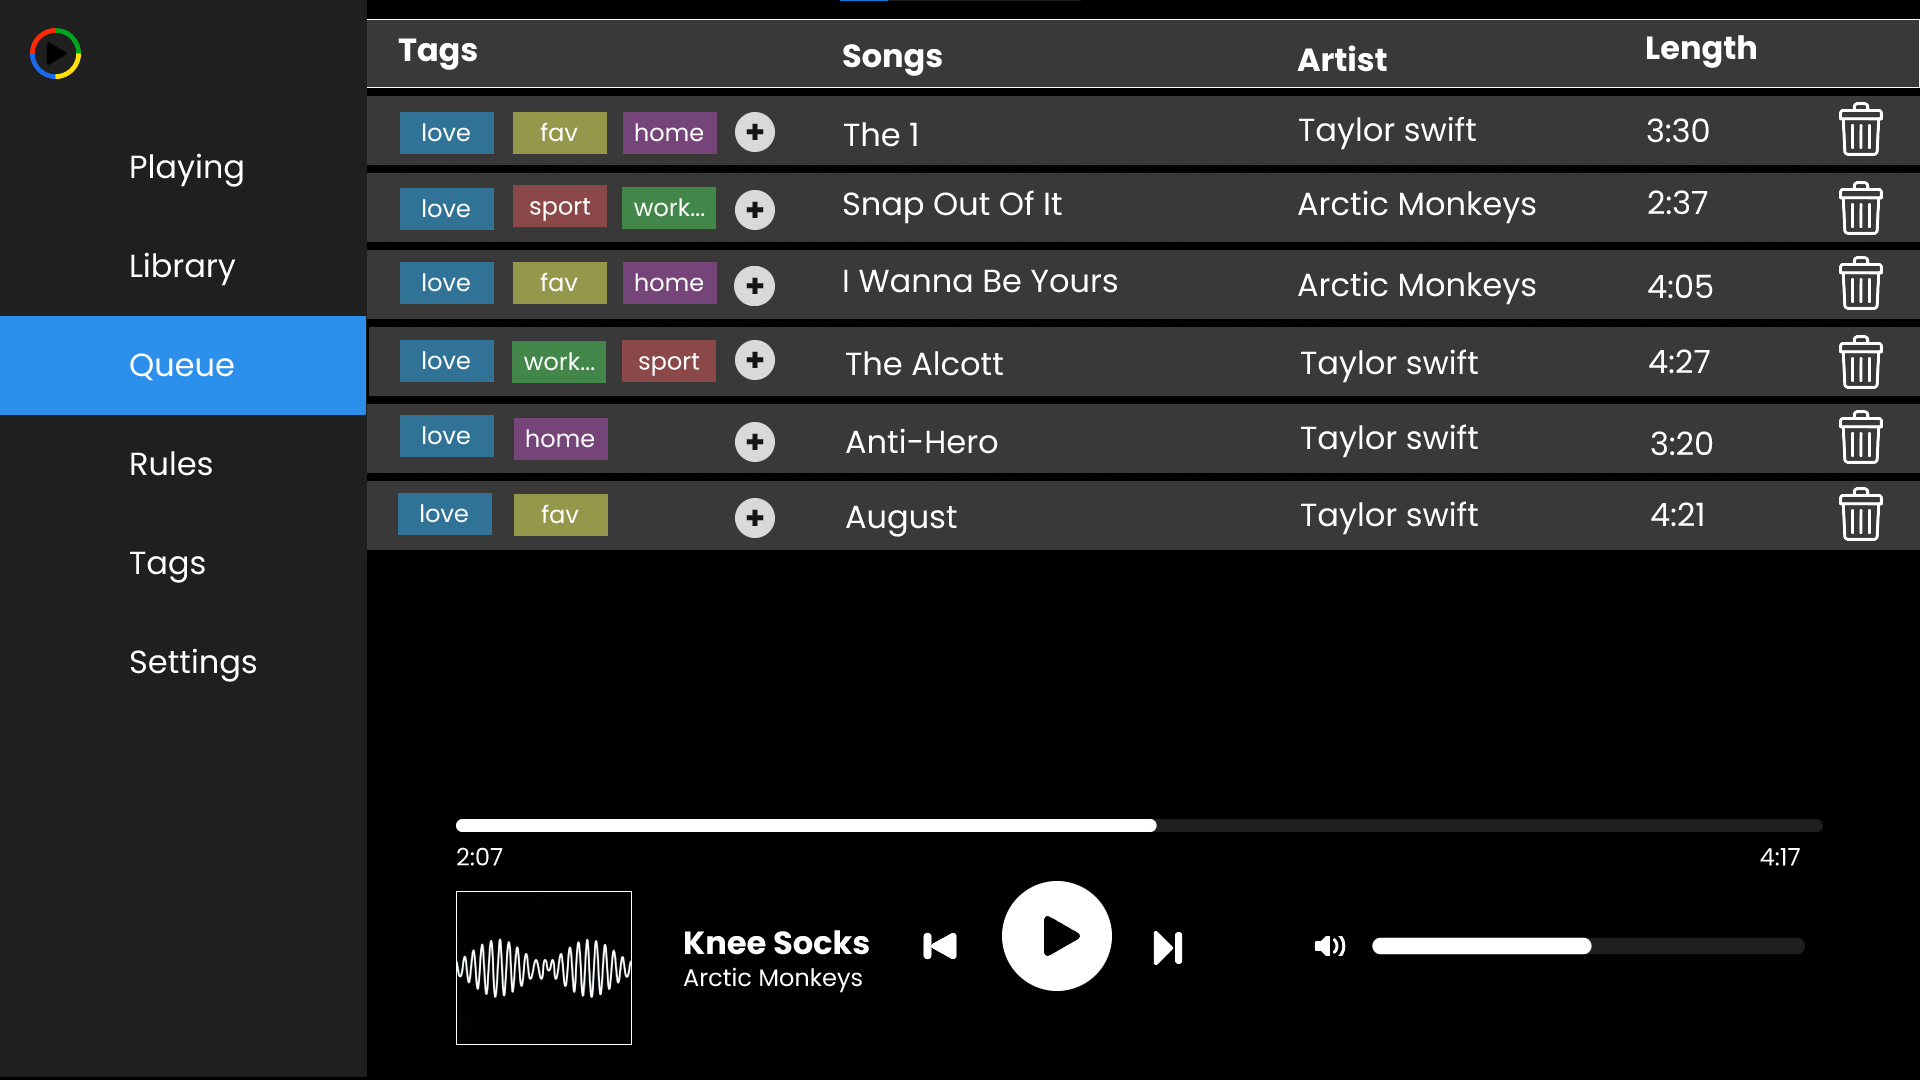 Playing
Library
Queue
Rules
Tags
Settings
Tags Songs Artist Length
love fav home The 1 Taylor swift 3:30
love sport work... Snap Out Of It Arctic Monkeys 2:37
love fav home I Wanna Be Yours Arctic Monkeys 4:05
love work... sport The Alcott Taylor swift 4:27
love home Anti-Hero Taylor swift 3:20
love fav August Taylor swift 4:21
2:07 4:17
Knee Socks
Arctic Monkeys